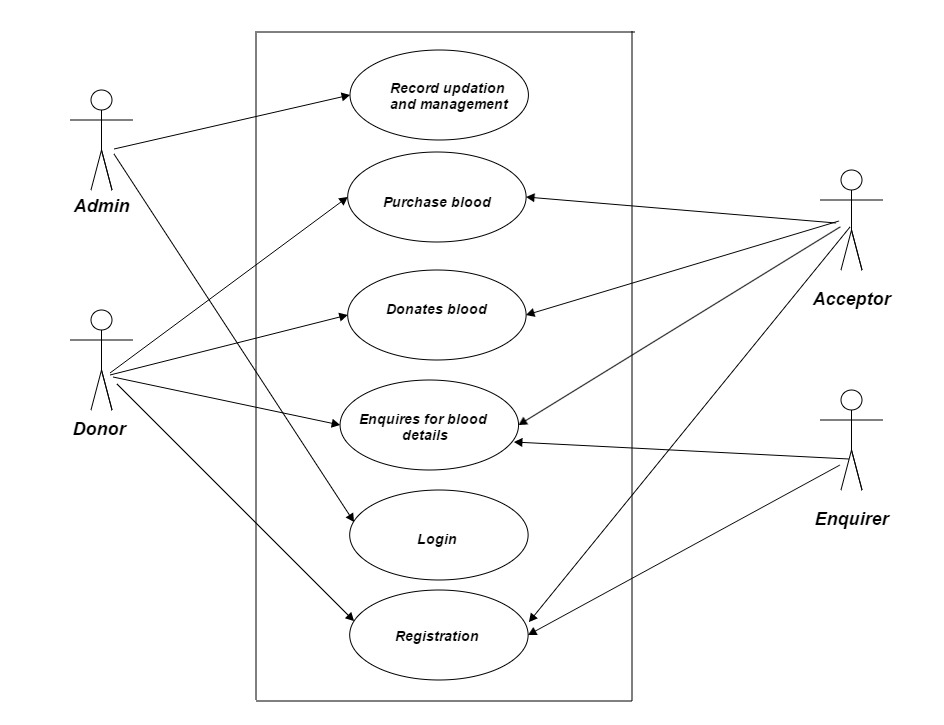 Record updation
and management
Admin
Purchase blood
Acceptor
Donates blood
Donor
Enquires for blood
details
Enquirer
Login
Registration